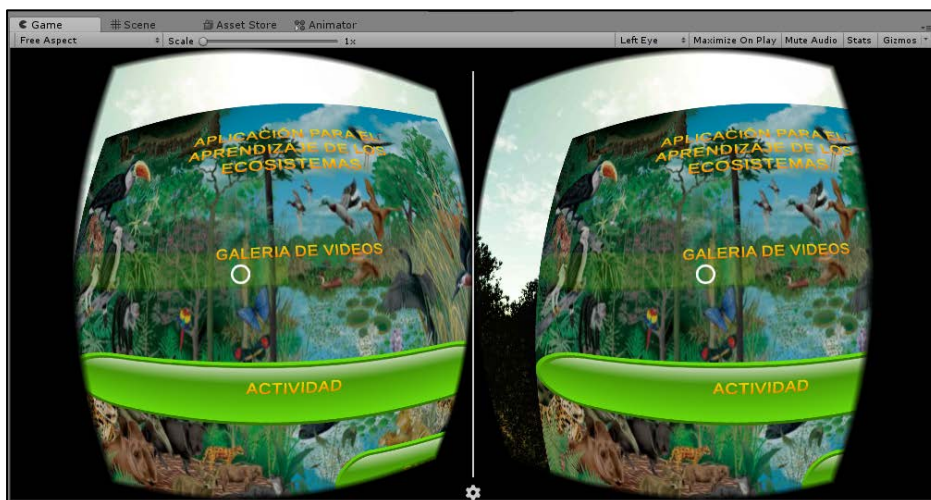 Game
Scene
Asset Store
Animator
Free Aspect
Scale
1x
Left Eye
Maximize On Play
Mute Audio
Stats
Gizmos
APLICACIÓN PARA EL
APRENDIZAJE DE LOS
ECOSISTEMAS
GALERIA DE VIDEOS
ACTIVIDAD
APLICACIÓN PARA EL
APRENDIZAJE DE LOS
ECOSISTEMAS
GALERIA DE VIDEOS
ACTIVIDAD